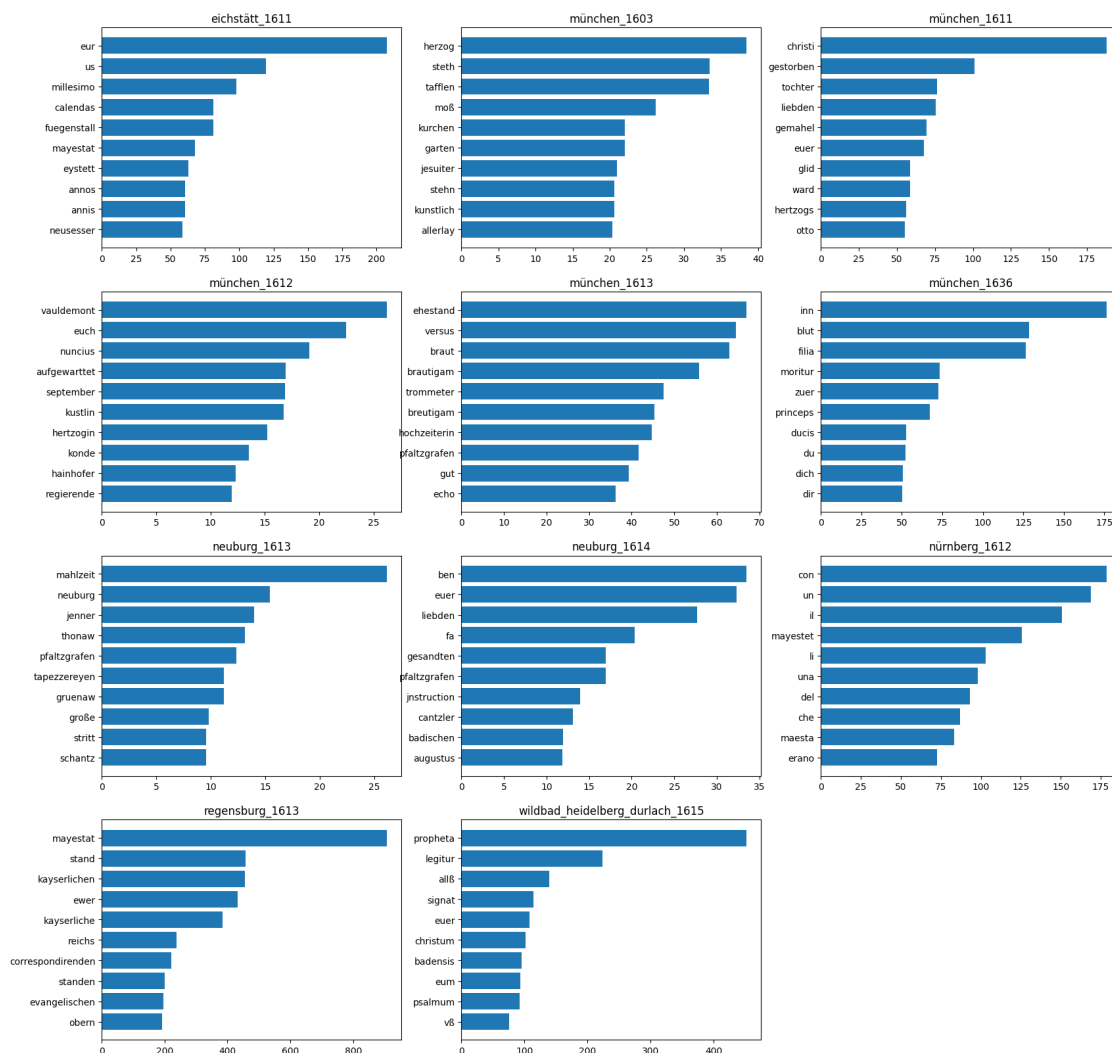 eichstätt_1611
eur
us
millesimo
calendas
fuegenstall
mayestat
eystett
annos
annis
neusesser
0 25 50 75 100 125 150 175 200
münchen_1603
herzog
steth
tafflen
moß
kurchen
garten
jesuiter
stehn
kunstlich
allerlay
0 5 10 15 20 25 30 35 40
münchen_1611
christi
gestorben
tochter
liebden
gemahel
euer
glid
ward
hertzogs
otto
0 25 50 75 100 125 150 175
münchen_1612
vauldemont
euch
nuncius
aufgewarttet
september
kustlin
hertzogin
konde
hainhofer
regierende
0 5 10 15 20 25
münchen_1613
ehestand
versus
braut
brautigam
trommeter
breutigam
hochzeiterin
pfaltzgrafen
gut
echo
0 10 20 30 40 50 60 70
münchen_1636
inn
blut
filia
moritur
zuer
princeps
ducis
du
dich
dir
0 25 50 75 100 125 150 175
neuburg_1613
mahlzeit
neuburg
jenner
thonaw
pfaltzgrafen
tapezzereyen
gruenaw
große
stritt
schantz
0 5 10 15 20 25
neuburg_1614
ben
euer
liebden
fa
gesandten
pfaltzgrafen
jnstruction
cantzler
badischen
augustus
0 5 10 15 20 25 30 35
nürnberg_1612
con
un
il
mayestet
li
una
del
che
maesta
erano
0 25 50 75 100 125 150 175
regensburg_1613
mayestat
stand
kayserlichen
ewer
kayserliche
reichs
correspondirenden
standen
evangelischen
obern
0 200 400 600 800
wildbad_heidelberg_durlach_1615
propheta
legitur
allß
signat
euer
christum
badensis
eum
psalmum
vß
0 100 200 300 400